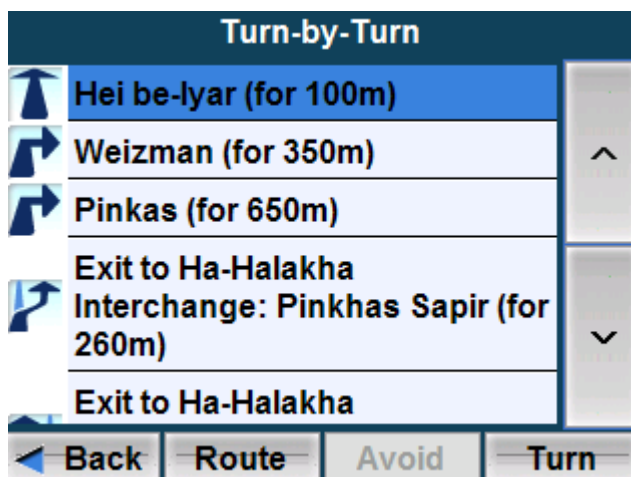 Turn-by-Turn
Hei be-Iyar (for 100m)
Weizman (for 350m)
Pinkas (for 650m)
Exit to Ha-Halakha
Interchange: Pinkhas Sapir (for
260m)
Exit to Ha-Halakha
Back Route Avoid Turn